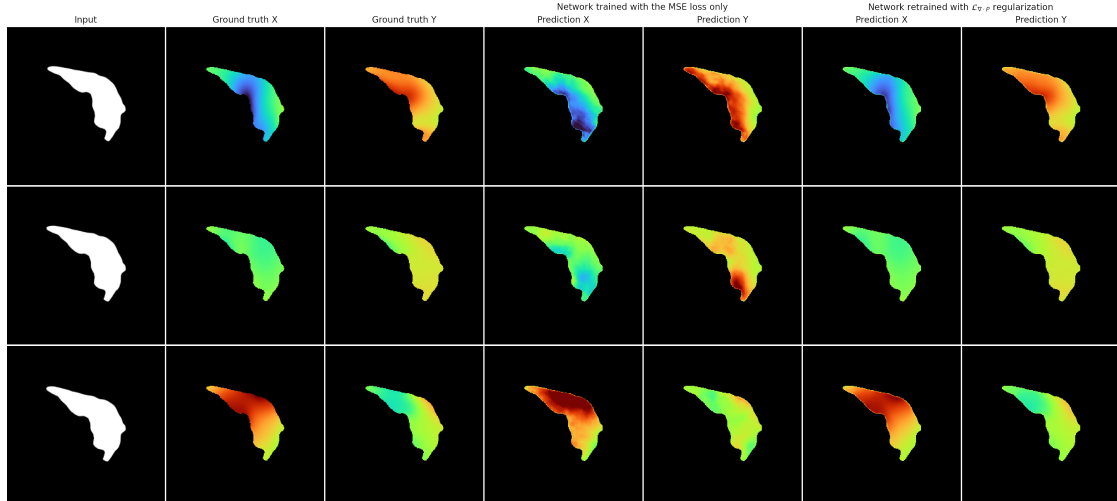 Network trained with the MSE loss only
Network retrained with ℒ∇·P regularization
Input
Ground truth X
Ground truth Y
Prediction X
Prediction Y
Prediction X
Prediction Y